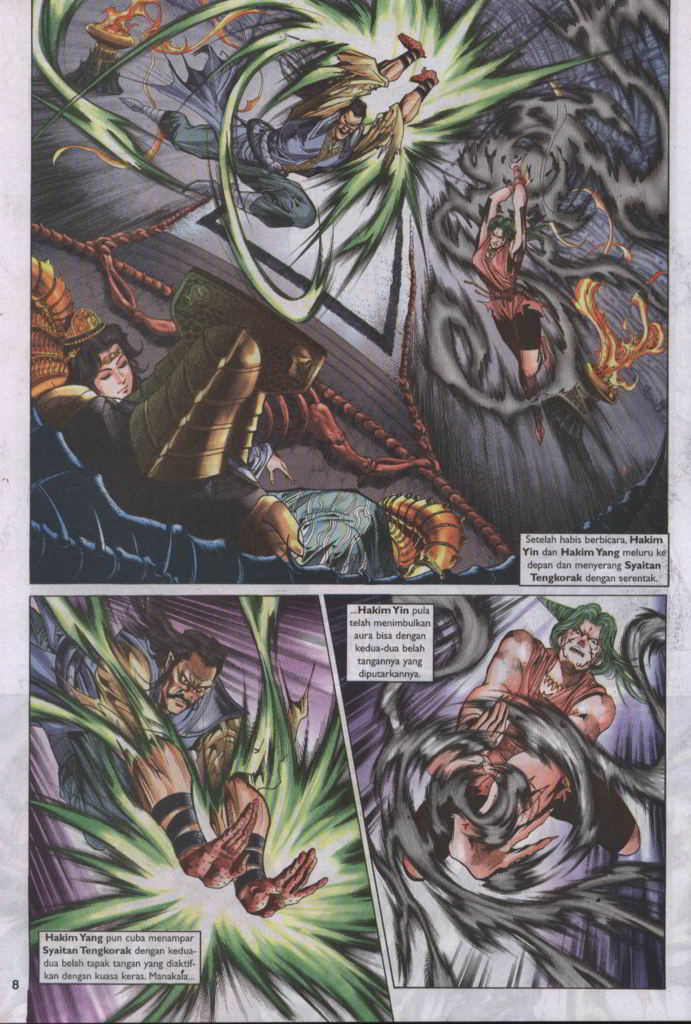 Setelah habis berbicara, Hakim
Yin dan Hakim Yang meluru ke
depan dan menyerang Syaitan
Tengkorak dengan serentak.
...Hakim Yin pula
telah menimbulkan
aura bisa dengan
kedua-dua belah
tangannya yang
diputarkannya.
Hakim Yang pun cuba menampar
Syaitan Tengkorak dengan kedua-
dua belah tapak tangan yang diaktif-
kan dengan kuasa keras. Manakala...
8